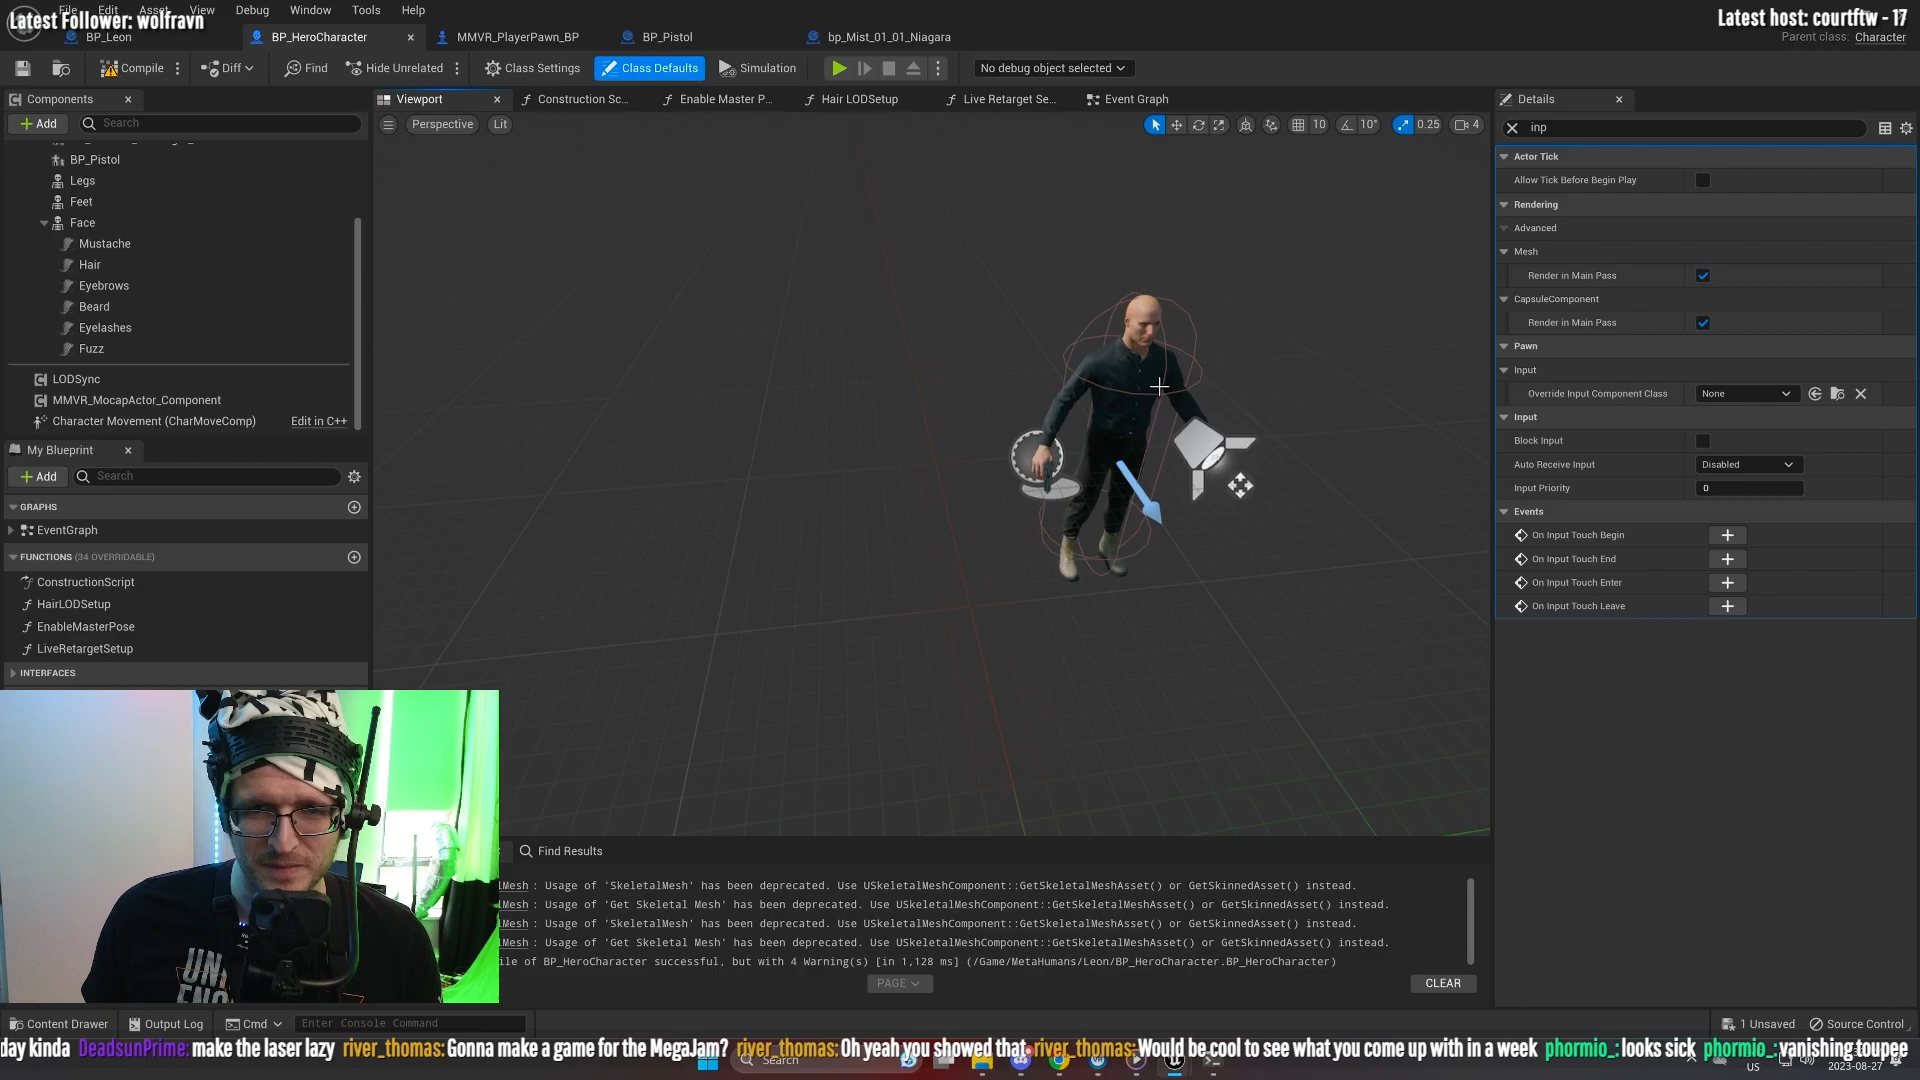 Latest Follower: wolfravn
File Edit Asset View Debug Window Tools Help
Latest host: courtftw - 17
Parent class: Character
BP_Leon
BP_HeroCharacter
MMVR_PlayerPawn_BP
BP_Pistol
bp_Mist_01_01_Niagara
Compile
Diff
Find
Hide Unrelated
Class Settings
Class Defaults
Simulation
No debug object selected
Components
Viewport
Construction Sc...
Enable Master P...
Hair LODSetup
Live Retarget Se...
Event Graph
Details
Add
Search
Perspective
Lit
10
10°
0.25
4
inp
BP_Pistol
Legs
Feet
Face
Mustache
Hair
Eyebrows
Beard
Eyelashes
Fuzz
LODSync
MMVR_MocapActor_Component
Character Movement (CharMoveComp) Edit in C++
My Blueprint
Add
Search
GRAPHS
EventGraph
FUNCTIONS (34 OVERRIDABLE)
ConstructionScript
HairLODSetup
EnableMasterPose
LiveRetargetSetup
INTERFACES
Actor Tick
Allow Tick Before Begin Play
Rendering
Advanced
Mesh
Render in Main Pass
CapsuleComponent
Render in Main Pass
Pawn
Input
Override Input Component Class None
Input
Block Input
Auto Receive Input Disabled
Input Priority 0
Events
On Input Touch Begin
On Input Touch End
On Input Touch Enter
On Input Touch Leave
Find Results
lMesh : Usage of 'SkeletalMesh' has been deprecated. Use USkeletalMeshComponent::GetSkeletalMeshAsset() or GetSkinnedAsset() instead.
lMesh : Usage of 'Get Skeletal Mesh' has been deprecated. Use USkeletalMeshComponent::GetSkeletalMeshAsset() or GetSkinnedAsset() instead.
lMesh : Usage of 'SkeletalMesh' has been deprecated. Use USkeletalMeshComponent::GetSkeletalMeshAsset() or GetSkinnedAsset() instead.
lMesh : Usage of 'Get Skeletal Mesh' has been deprecated. Use USkeletalMeshComponent::GetSkeletalMeshAsset() or GetSkinnedAsset() instead.
ile of BP_HeroCharacter successful, but with 4 Warning(s) [in 1,128 ms] (/Game/MetaHumans/Leon/BP_HeroCharacter.BP_HeroCharacter)
PAGE
CLEAR
Content Drawer
Output Log
Cmd
Enter Console Command
1 Unsaved
Source Control
day kinda DeadsunPrime: make the laser lazy river_thomas: Gonna make a game for the MegaJam? river_thomas: Oh yeah you showed that river_thomas: Would be cool to see what you come up with in a week phormio_: looks sick phormio_: vanishing toupee
Search
US
2023-08-27